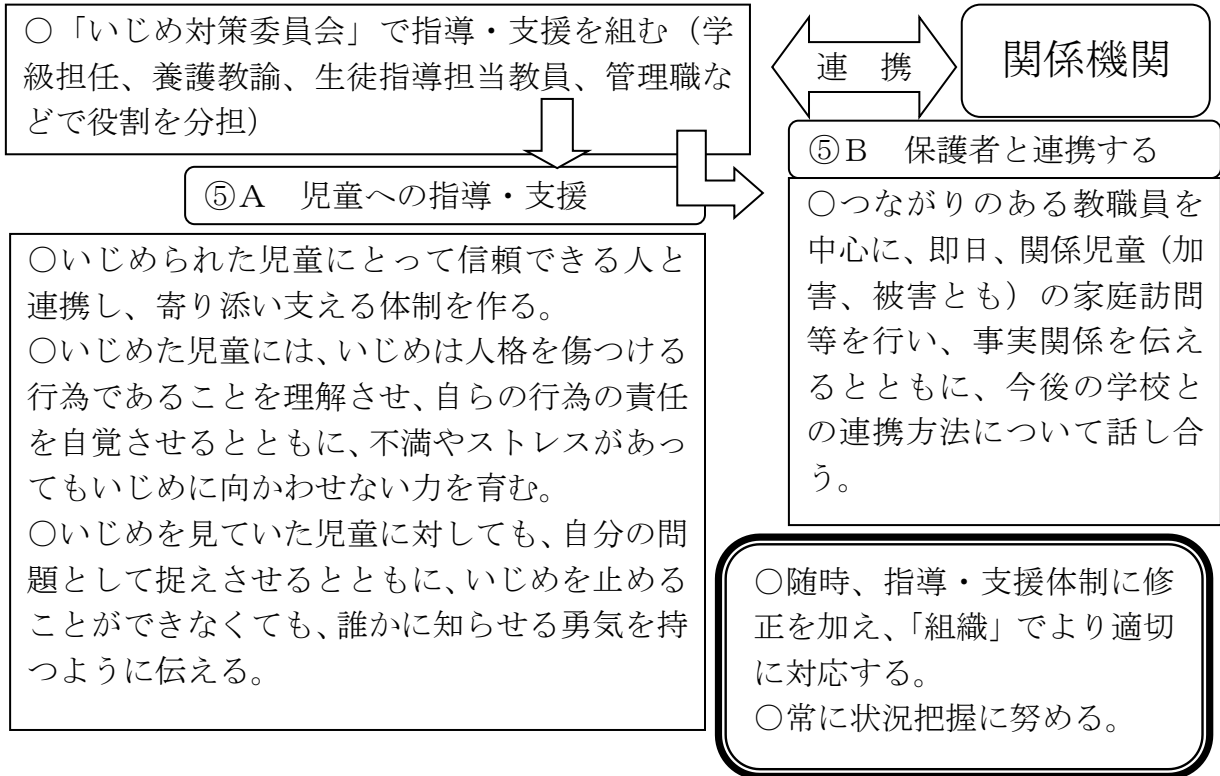 ○「いじめ対策委員会」で指導・支援を組む（学
級担任、養護教諭、生徒指導担当教員、管理職な
どで役割を分担）
連　携
関係機関
⑤Ａ　児童への指導・支援
○いじめられた児童にとって信頼できる人と
連携し、寄り添い支える体制を作る。
○いじめた児童には、いじめは人格を傷つける
行為であることを理解させ、自らの行為の責任
を自覚させるとともに、不満やストレスがあっ
てもいじめに向かわせない力を育む。
○いじめを見ていた児童に対しても、自分の問
題として捉えさせるとともに、いじめを止める
ことができなくても、誰かに知らせる勇気を持
つように伝える。
⑤Ｂ　保護者と連携する
○つながりのある教職員を
中心に、即日、関係児童（加
害、被害とも）の家庭訪問
等を行い、事実関係を伝え
るとともに、今後の学校と
の連携方法について話し合
う。
○随時、指導・支援体制に修
正を加え、「組織」でより適切
に対応する。
○常に状況把握に努める。